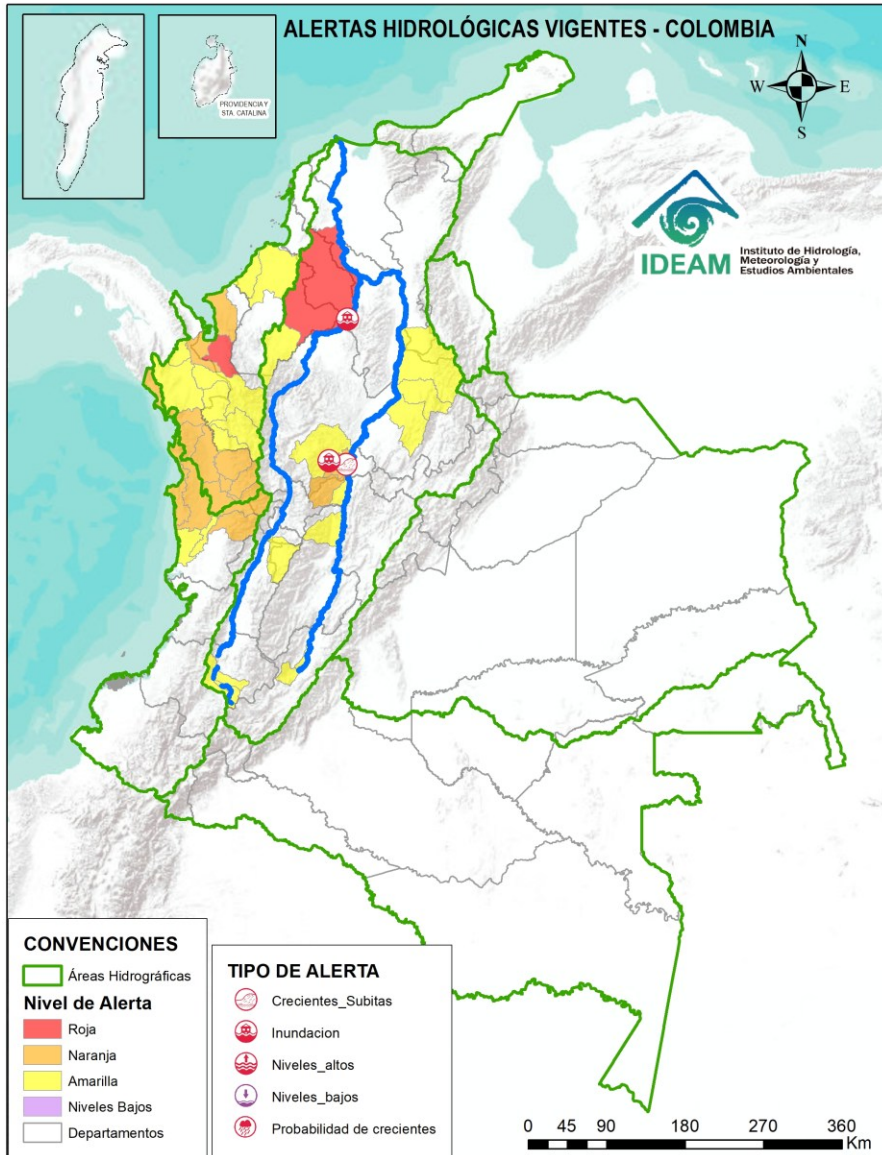 ALERTAS HIDROLÓGICAS VIGENTES - COLOMBIA
PROVIDENCIA Y
STA. CATALINA
N
W
E
S
IDEAM
Instituto de Hidrología,
Meteorología y
Estudios Ambientales
CONVENCIONES
Áreas Hidrográficas
Nivel de Alerta
Roja
Naranja
Amarilla
Niveles Bajos
Departamentos
TIPO DE ALERTA
Crecientes_Subitas
Inundacion
Niveles_altos
Niveles_bajos
Probabilidad de crecientes
0 45 90 180 270 360
Km